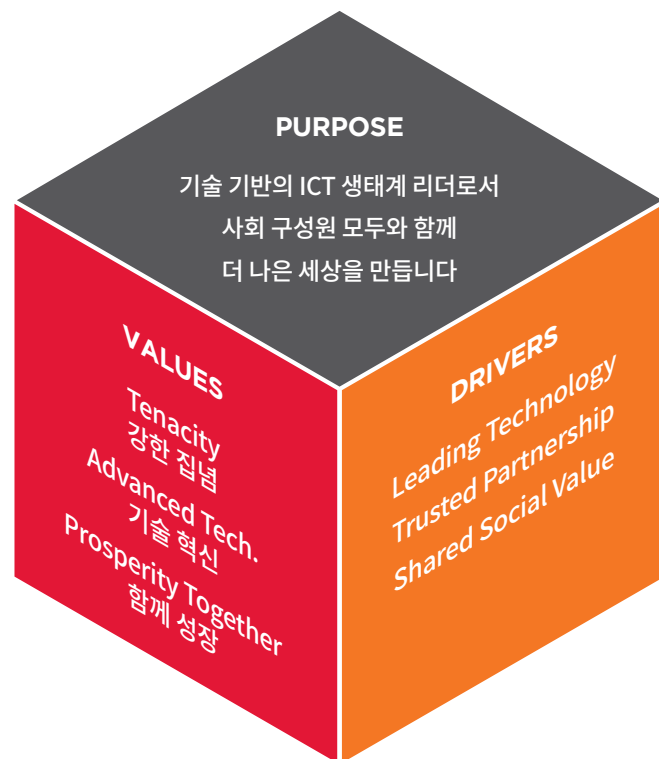 PURPOSE
기술 기반의 ICT 생태계 리더로서
사회 구성원 모두와 함께
더 나은 세상을 만듭니다
VALUES
Tenacity
강한 집념
Advanced Tech.
기술 혁신
Prosperity Together
함께 성장
DRIVERS
Leading Technology
Trusted Partnership
Shared Social Value